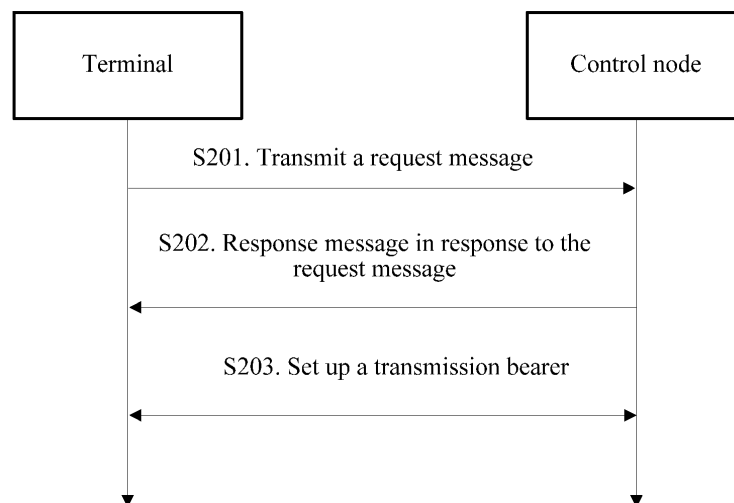 Terminal
Control node
S201. Transmit a request message
S202. Response message in response to the
request message
S203. Set up a transmission bearer